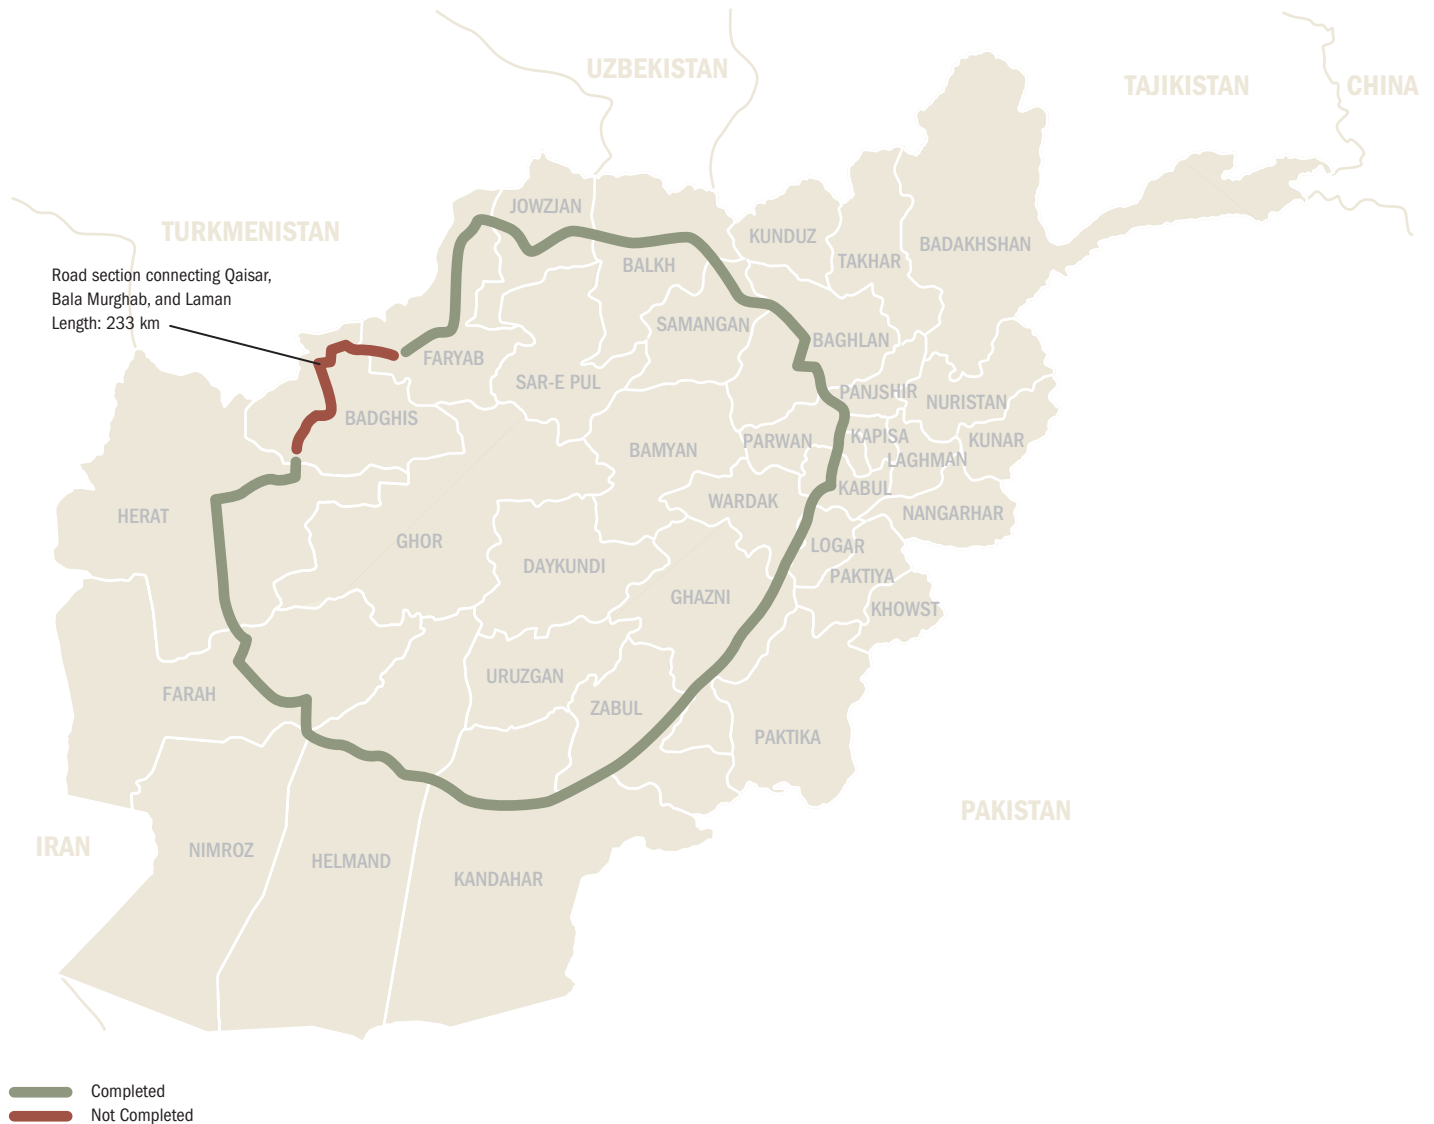 UZBEKISTAN
TAJIKISTAN
CHINA
TURKMENISTAN
JOWZJAN
KUNDUZ
BADAKHSHAN
BALKH
TAKHAR
Road section connecting Qaisar,
Bala Murghab, and Laman
Length: 233 km
SAMANGAN
BAGHLAN
FARYAB
SAR-E PUL
PANJSHIR
NURISTAN
BADGHIS
KAPISA
KUNAR
PARWAN
BAMYAN
LAGHMAN
KABUL
WARDAK
HERAT
NANGARHAR
GHOR
LOGAR
DAYKUNDI
PAKTIYA
GHAZNI
KHOWST
URUZGAN
FARAH
ZABUL
PAKTIKA
PAKISTAN
IRAN
NIMROZ
HELMAND
KANDAHAR
Completed
Not Completed